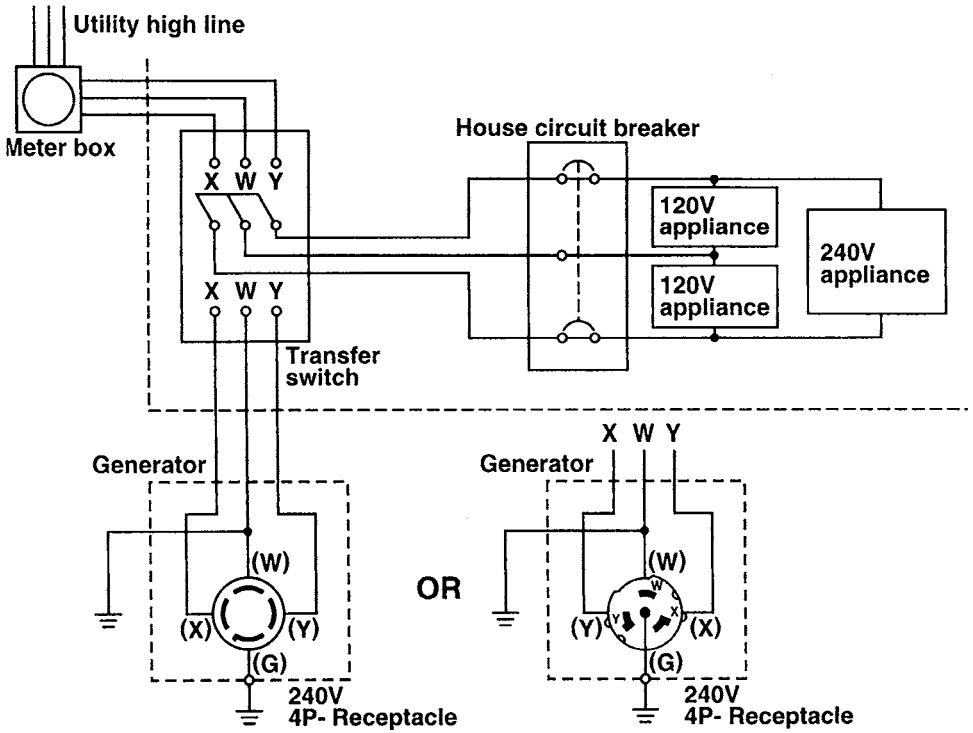 Utility high line
Meter box
House circuit breaker
X W Y
120V
appliance
240V
appliance
120V
appliance
X W Y
Transfer
switch
X W Y
Generator
Generator
(W)
(X)
(Y)
(G)
240V
4P- Receptacle
OR
(W)
W
Y
X
(Y)
(X)
(G)
240V
4P- Receptacle